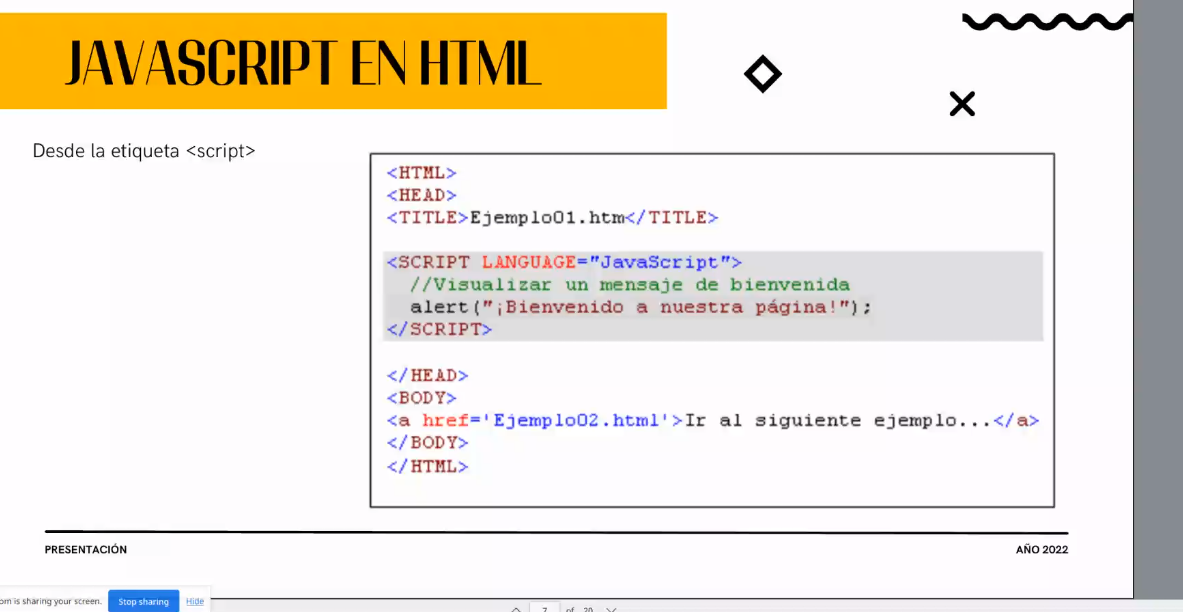 JAVASCRIPT EN HTML
Desde la etiqueta <script>
<HTML>
<HEAD>
<TITLE>Ejemplo01.htm</TITLE>
<SCRIPT LANGUAGE="JavaScript">
//Visualizar un mensaje de bienvenida
alert("¡Bienvenido a nuestra página!");
</SCRIPT>
</HEAD>
<BODY>
<a href='Ejemplo02.html'>Ir al siguiente ejemplo...</a>
</BODY>
</HTML>
PRESENTACIÓN
AÑO 2022
om is sharing your screen. Stop sharing Hide
7 of 20